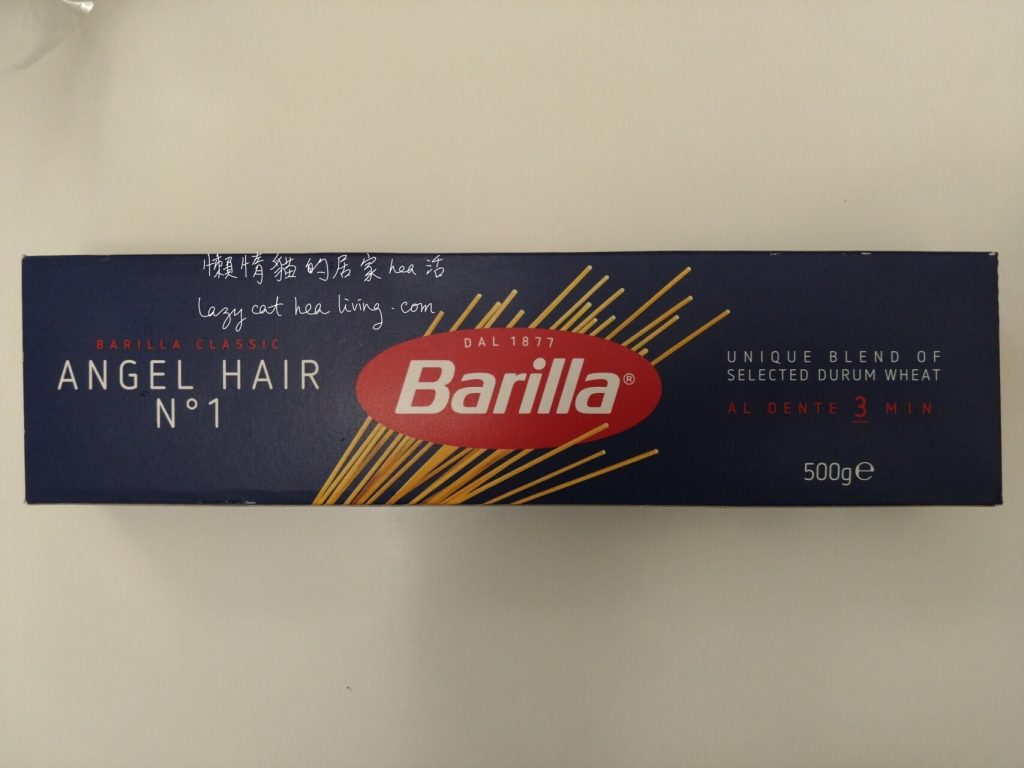 懶惰貓的居家hea活
lazy cat hea living.com
BARILLA CLASSIC
ANGEL HAIR
N°1
DAL 1877
Barilla®
UNIQUE BLEND OF
SELECTED DURUM WHEAT
AL DENTE 3 MIN.
500g℮